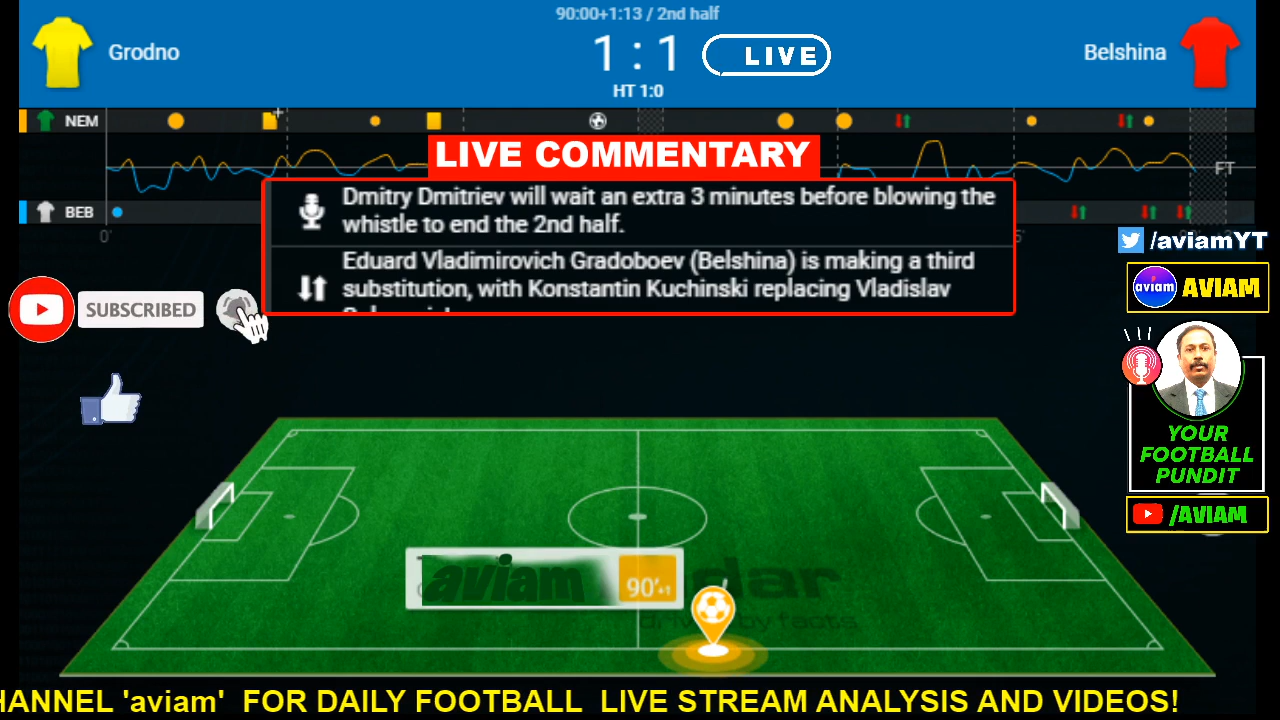 90:00+1:13 / 2nd half
Grodno
1 : 1
LIVE
Belshina
HT 1:0
NEM
LIVE COMMENTARY
FT
Dmitry Dmitriev will wait an extra 3 minutes before blowing the
whistle to end the 2nd half.
BEB
0'
/aviamYT
Eduard Vladimirovich Gradoboev (Belshina) is making a third
substitution, with Konstantin Kuchinski replacing Vladislav
aviam
AVIAM
SUBSCRIBED
YOUR
FOOTBALL
PUNDIT
/AVIAM
aviam
90'+1
HANNEL 'aviam' FOR DAILY FOOTBALL LIVE STREAM ANALYSIS AND VIDEOS!